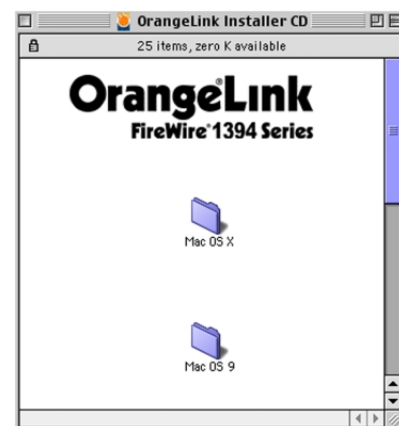 OrangeLink Installer CD
25 items, zero K available
OrangeLink®
FireWire® 1394 Series
Mac OS X
Mac OS 9